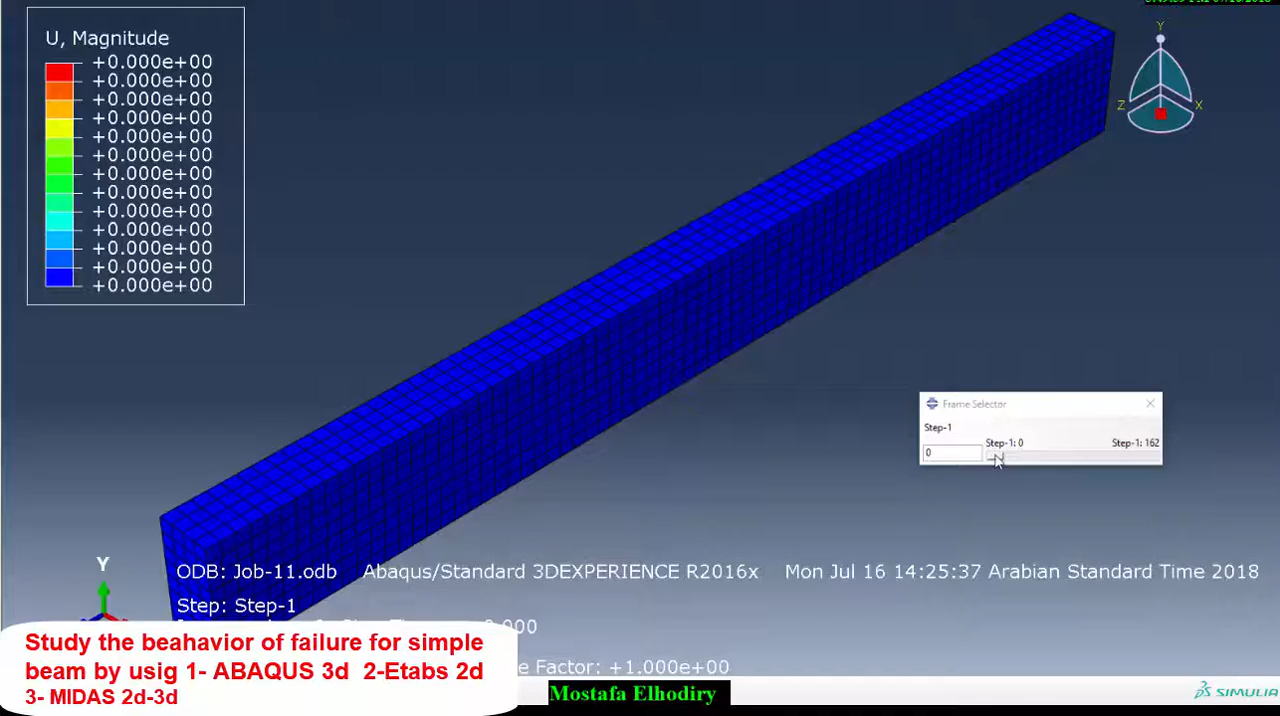 U, Magnitude
+0.000e+00
+0.000e+00
+0.000e+00
+0.000e+00
+0.000e+00
+0.000e+00
+0.000e+00
+0.000e+00
+0.000e+00
+0.000e+00
+0.000e+00
+0.000e+00
+0.000e+00
Y
Z
X
Frame Selector
Step-1
Step-1: 0
Step-1: 162
0
Y
ODB: Job-11.odb Abaqus/Standard 3DEXPERIENCE R2016x Mon Jul 16 14:25:37 Arabian Standard Time 2018
Step: Step-1
000
e Factor: +1.000e+00
Study the beahavior of failure for simple
beam by usig 1- ABAQUS 3d 2-Etabs 2d
3- MIDAS 2d-3d
Mostafa Elhodiry
SIMULIA